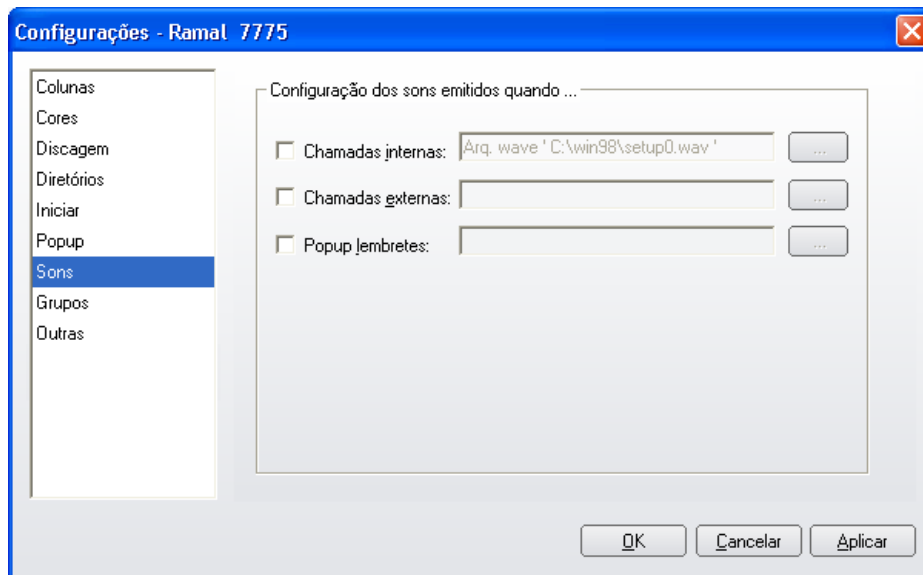 Configurações - Ramal 7775
Colunas
Cores
Discagem
Diretórios
Iniciar
Popup
Sons
Grupos
Outras
Configuração dos sons emitidos quando ...
Chamadas internas: Arq. wave ' C:\win98\setup0.wav ' ...
Chamadas externas: ...
Popup lembretes: ...
OK Cancelar Aplicar